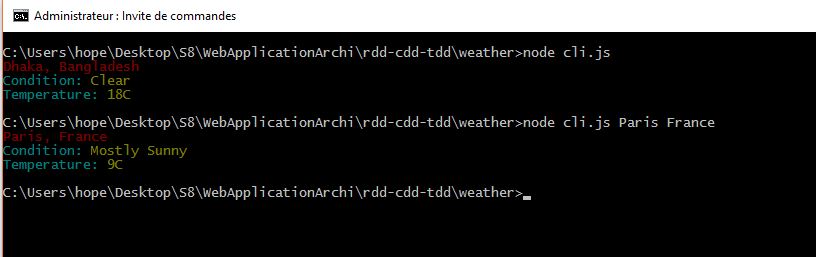 Administrateur : Invite de commandes
C:\Users\hope\Desktop\S8\WebApplicationArchi\rdd-cdd-tdd\weather>node cli.js
Dhaka, Bangladesh
Condition: Clear
Temperature: 18C
C:\Users\hope\Desktop\S8\WebApplicationArchi\rdd-cdd-tdd\weather>node cli.js Paris France
Paris, France
Condition: Mostly Sunny
Temperature: 9C
C:\Users\hope\Desktop\S8\WebApplicationArchi\rdd-cdd-tdd\weather>